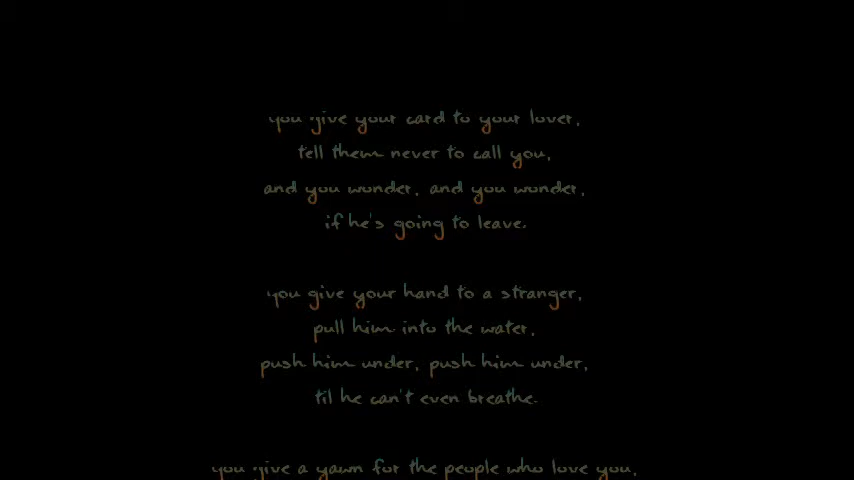 you give your card to your lover,
tell them never to call you,
and you wonder, and you wonder,
if he's going to leave.
you give your hand to a stranger,
pull him into the water,
push him under, push him under,
til he can't even breathe.
you give a yawn for the people who love you,